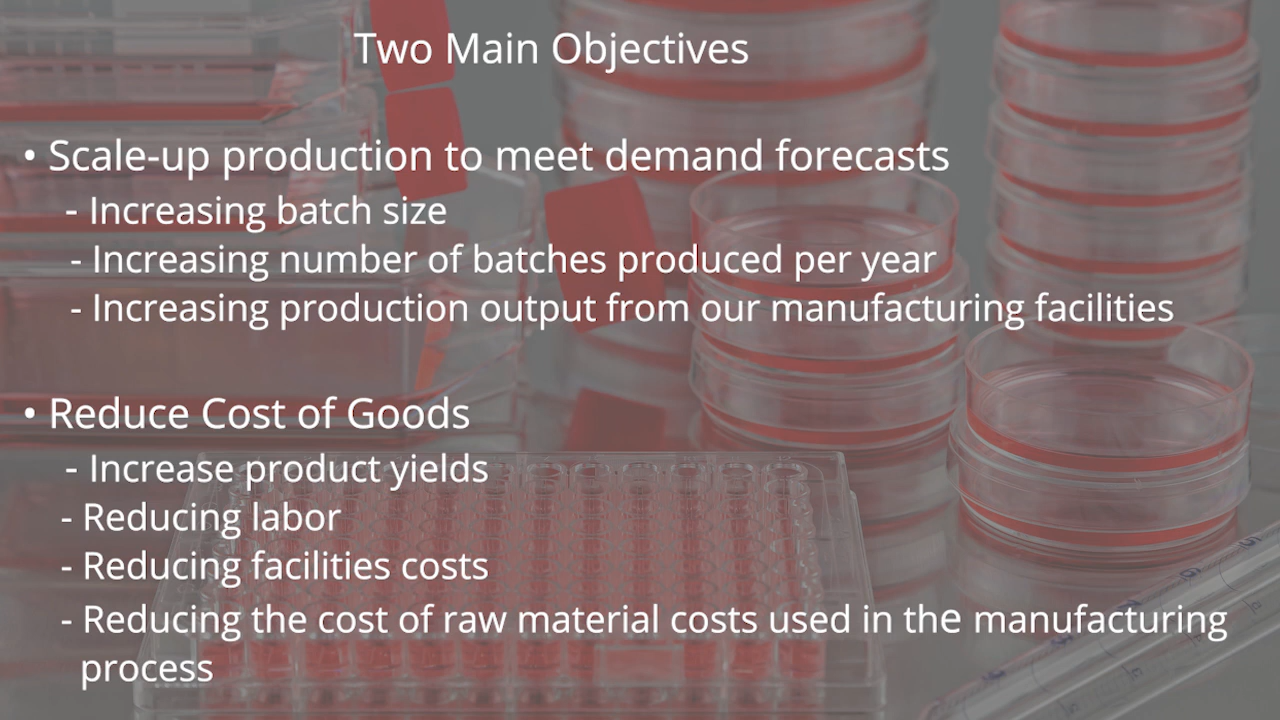 Two Main Objectives
• Scale-up production to meet demand forecasts
- Increasing batch size
- Increasing number of batches produced per year
- Increasing production output from our manufacturing facilities
• Reduce Cost of Goods
- Increase product yields
- Reducing labor
- Reducing facilities costs
- Reducing the cost of raw material costs used in the manufacturing
process